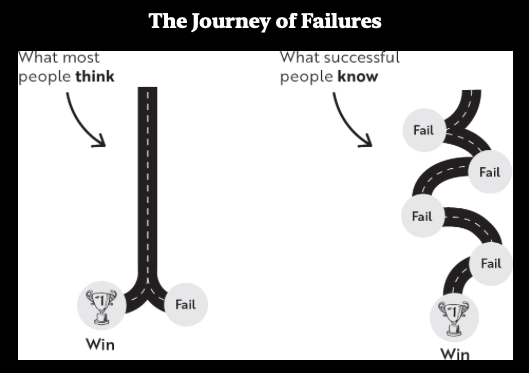 The Journey of Failures
What most
people think
What successful
people know
Fail
Fail
Fail
Fail
#1
Fail
Win
#1
Win